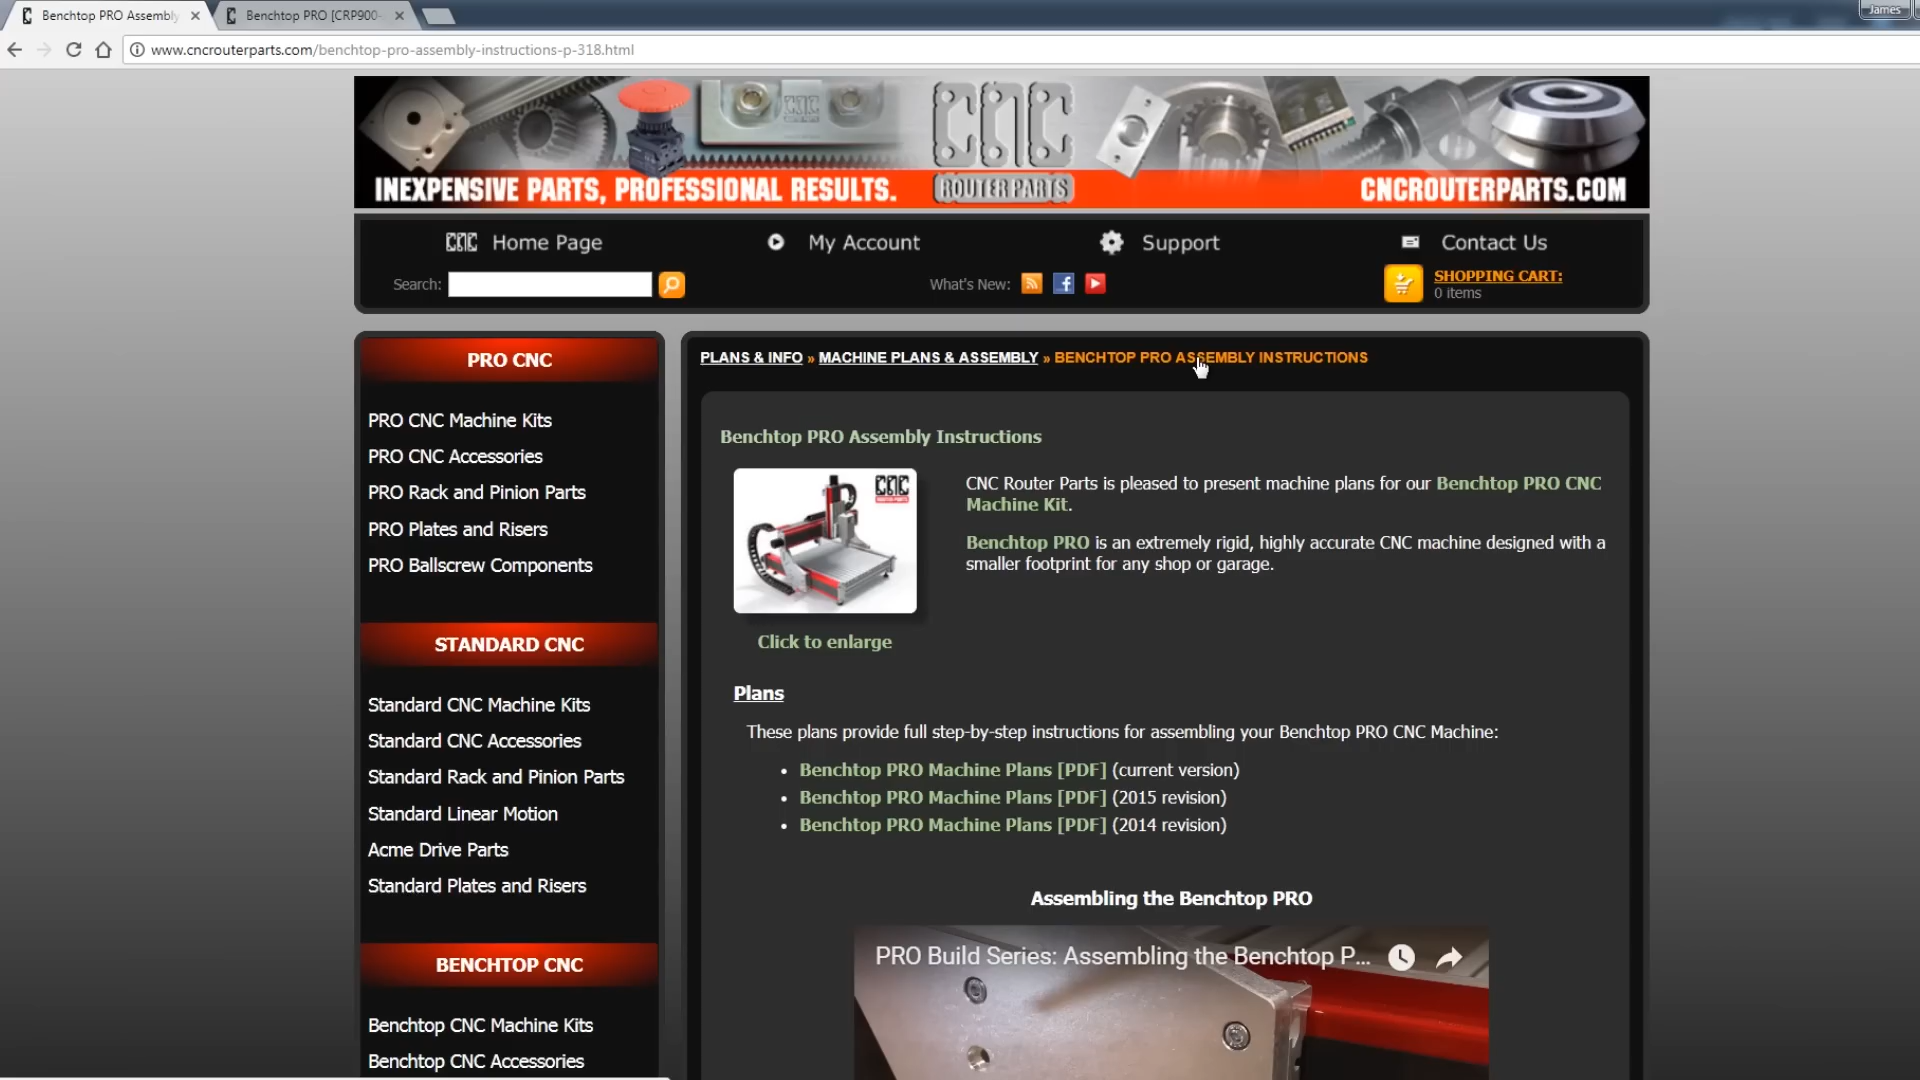 Benchtop PRO Assembly
Benchtop PRO [CRP900-
James
www.cncrouterparts.com/benchtop-pro-assembly-instructions-p-318.html
CNC
ROUTER PARTS
INEXPENSIVE PARTS, PROFESSIONAL RESULTS.
CNCROUTERPARTS.COM
CNC Home Page
My Account
Support
Contact Us
Search:
What's New:
SHOPPING CART:
0 items
PRO CNC
PRO CNC Machine Kits
PRO CNC Accessories
PRO Rack and Pinion Parts
PRO Plates and Risers
PRO Ballscrew Components
STANDARD CNC
Standard CNC Machine Kits
Standard CNC Accessories
Standard Rack and Pinion Parts
Standard Linear Motion
Acme Drive Parts
Standard Plates and Risers
BENCHTOP CNC
Benchtop CNC Machine Kits
Benchtop CNC Accessories
PLANS & INFO » MACHINE PLANS & ASSEMBLY » BENCHTOP PRO ASSEMBLY INSTRUCTIONS
Benchtop PRO Assembly Instructions
CNC
ROUTER PARTS
Click to enlarge
CNC Router Parts is pleased to present machine plans for our Benchtop PRO CNC
Machine Kit.
Benchtop PRO is an extremely rigid, highly accurate CNC machine designed with a
smaller footprint for any shop or garage.
Plans
These plans provide full step-by-step instructions for assembling your Benchtop PRO CNC Machine:
• Benchtop PRO Machine Plans [PDF] (current version)
• Benchtop PRO Machine Plans [PDF] (2015 revision)
• Benchtop PRO Machine Plans [PDF] (2014 revision)
Assembling the Benchtop PRO
PRO Build Series: Assembling the Benchtop P...